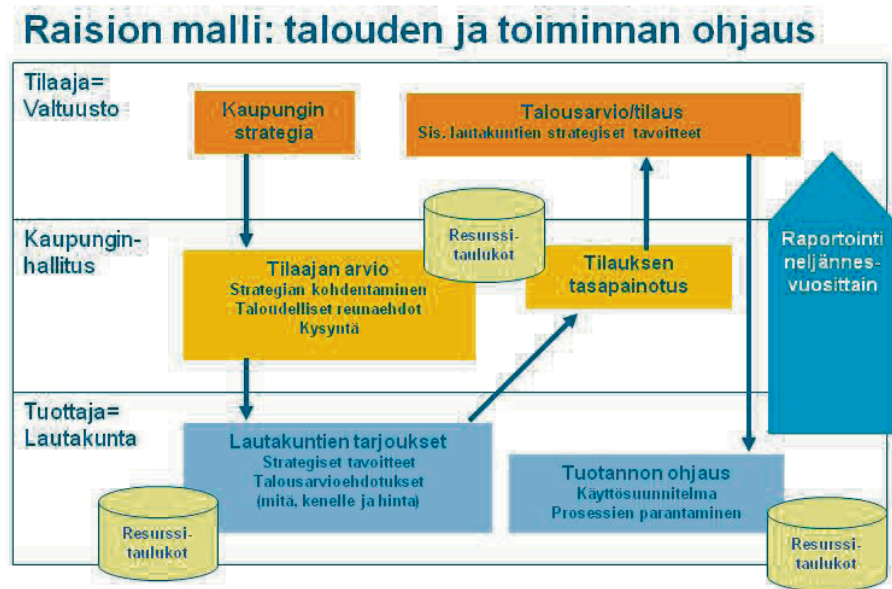 Raision malli: talouden ja toiminnan ohjaus
Tilaaja=
Valtuusto
Kaupungin
strategia
Talousarvio/tilaus
Sis. lautakuntien strategiset tavoitteet
Kaupungin-
hallitus
Tilaajan arvio
Strategian kohdentaminen
Taloudelliset reunaehdot
Kysyntä
Resurssi-
taulukot
Tilauksen
tasapainotus
Raportointi
neljännes-
vuosittain
Tuottaja=
Lautakunta
Lautakuntien tarjoukset
Strategiset tavoitteet
Talousarvioehdotukset
(mitä, kenelle ja hinta)
Resurssi-
taulukot
Tuotannon ohjaus
Käyttösuunnitelma
Prosessien parantaminen
Resurssi-
taulukot